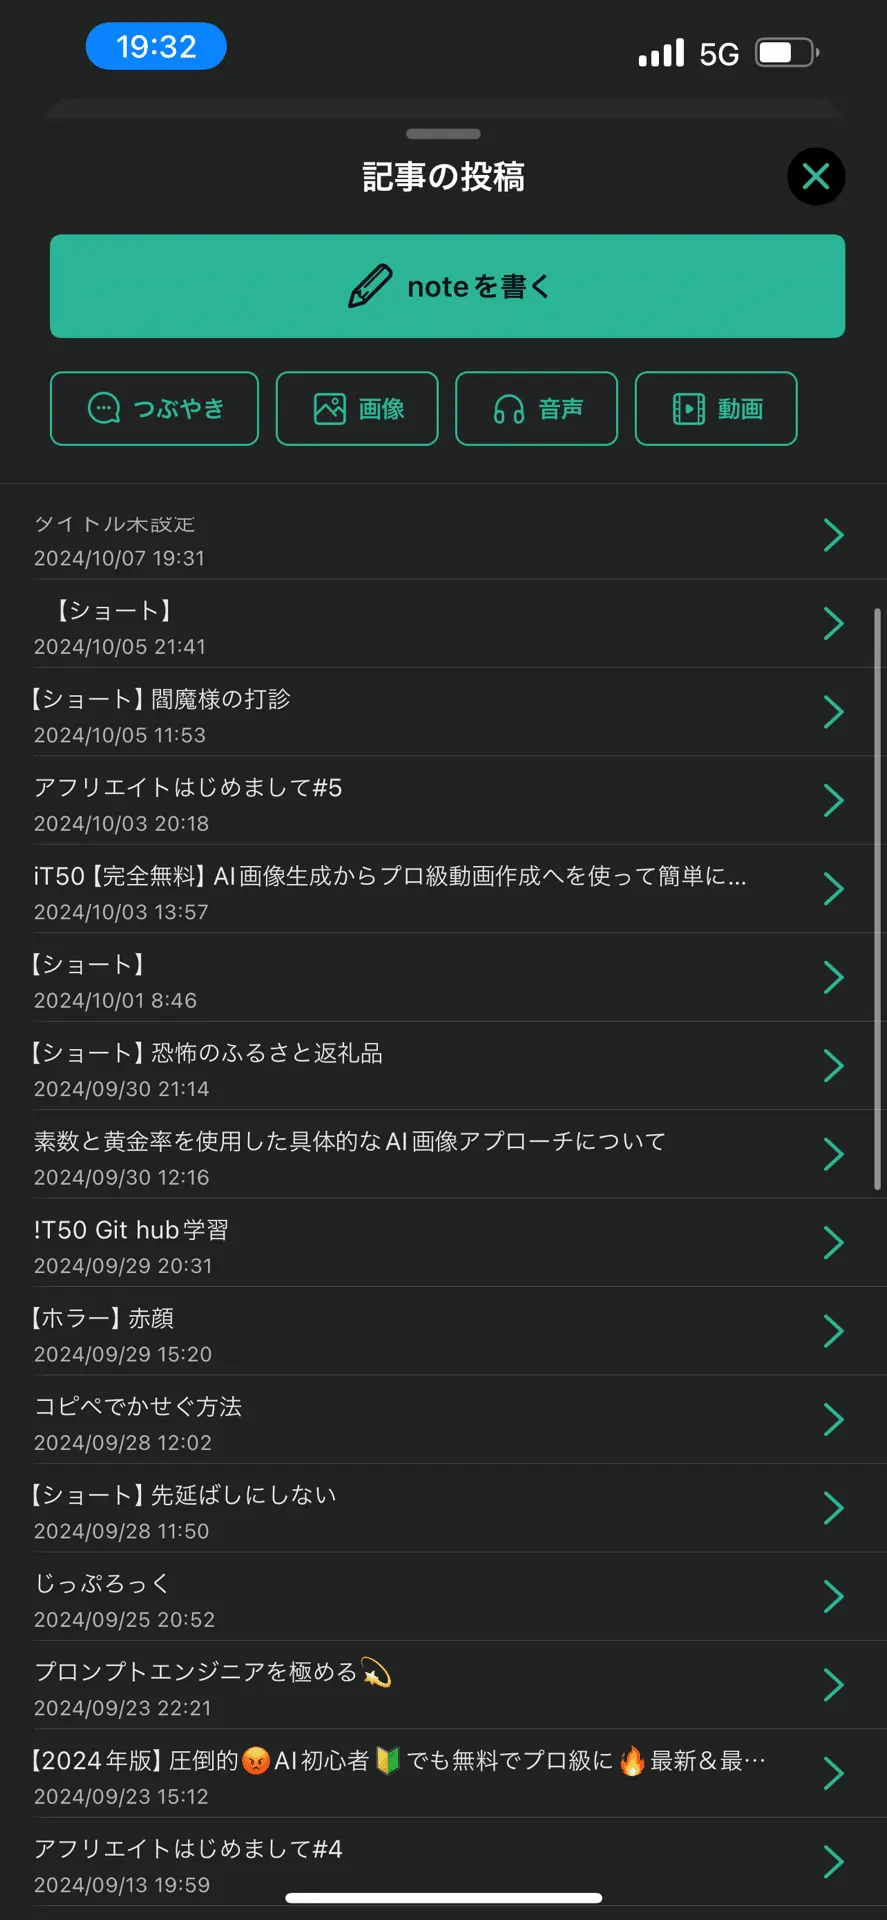 19:32
5G
記事の投稿
noteを書く
つぶやき
画像
音声
動画
タイトル未設定
2024/10/07 19:31
【ショート】
2024/10/05 21:41
【ショート】閻魔様の打診
2024/10/05 11:53
アフリエイトはじめまして#5
2024/10/03 20:18
iT50【完全無料】AI画像生成からプロ級動画作成へを使って簡単に…
2024/10/03 13:57
【ショート】
2024/10/01 8:46
【ショート】恐怖のふるさと返礼品
2024/09/30 21:14
素数と黄金率を使用した具体的なAI画像アプローチについて
2024/09/30 12:16
!T50 Git hub学習
2024/09/29 20:31
【ホラー】赤顔
2024/09/29 15:20
コピペでかせぐ方法
2024/09/28 12:02
【ショート】先延ばしにしない
2024/09/28 11:50
じっぷろっく
2024/09/25 20:52
プロンプトエンジニアを極める💫
2024/09/23 22:21
【2024年版】圧倒的😡AI初心者🔰でも無料でプロ級に🔥最新＆最…
2024/09/23 15:12
アフリエイトはじめまして#4
2024/09/13 19:59